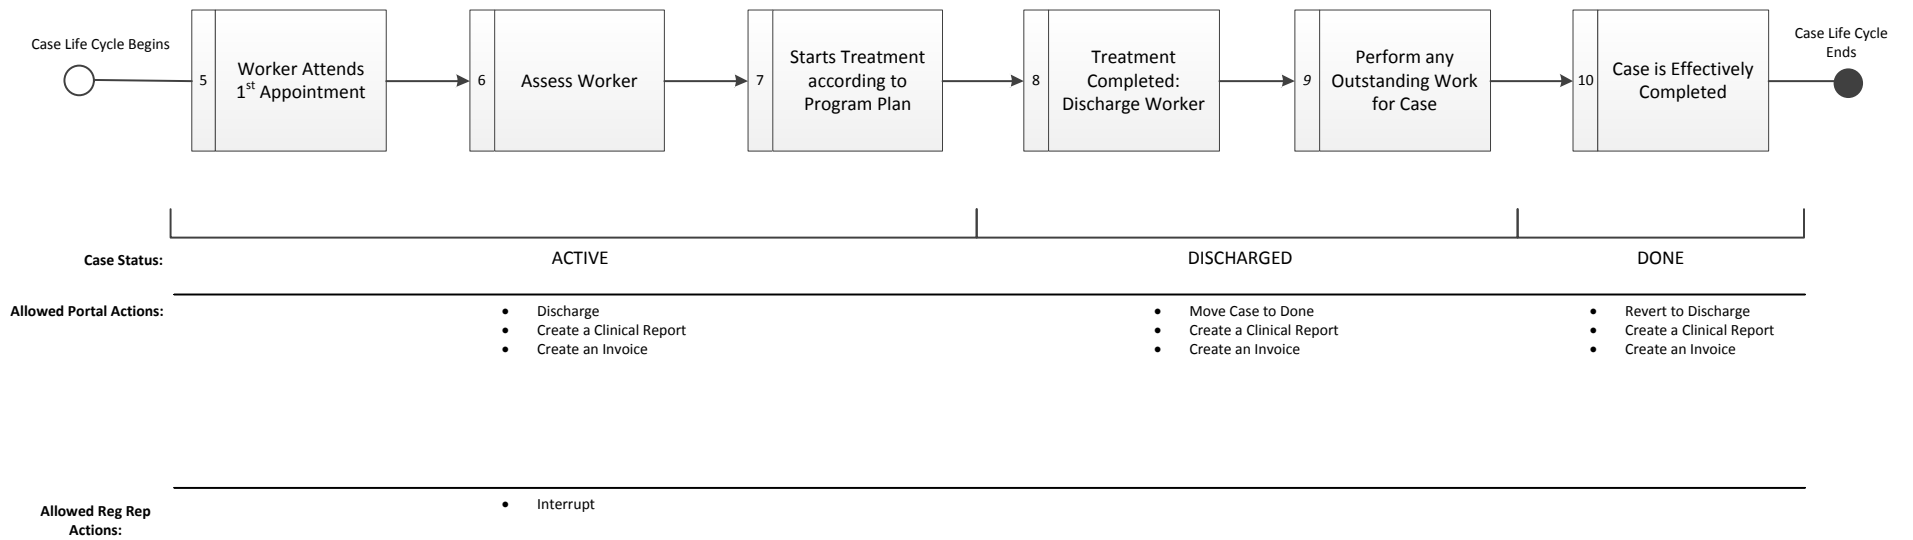 Case Life Cycle Begins
5
Worker Attends
1st Appointment
6
Assess Worker
7
Starts Treatment
according to
Program Plan
8
Treatment
Completed:
Discharge Worker
9
Perform any
Outstanding Work
for Case
10
Case is Effectively
Completed
Case Life Cycle
Ends
Case Status:
ACTIVE
DISCHARGED
DONE
Allowed Portal Actions:
• Discharge
• Create a Clinical Report
• Create an Invoice
• Move Case to Done
• Create a Clinical Report
• Create an Invoice
• Revert to Discharge
• Create a Clinical Report
• Create an Invoice
Allowed Reg Rep
Actions:
• Interrupt